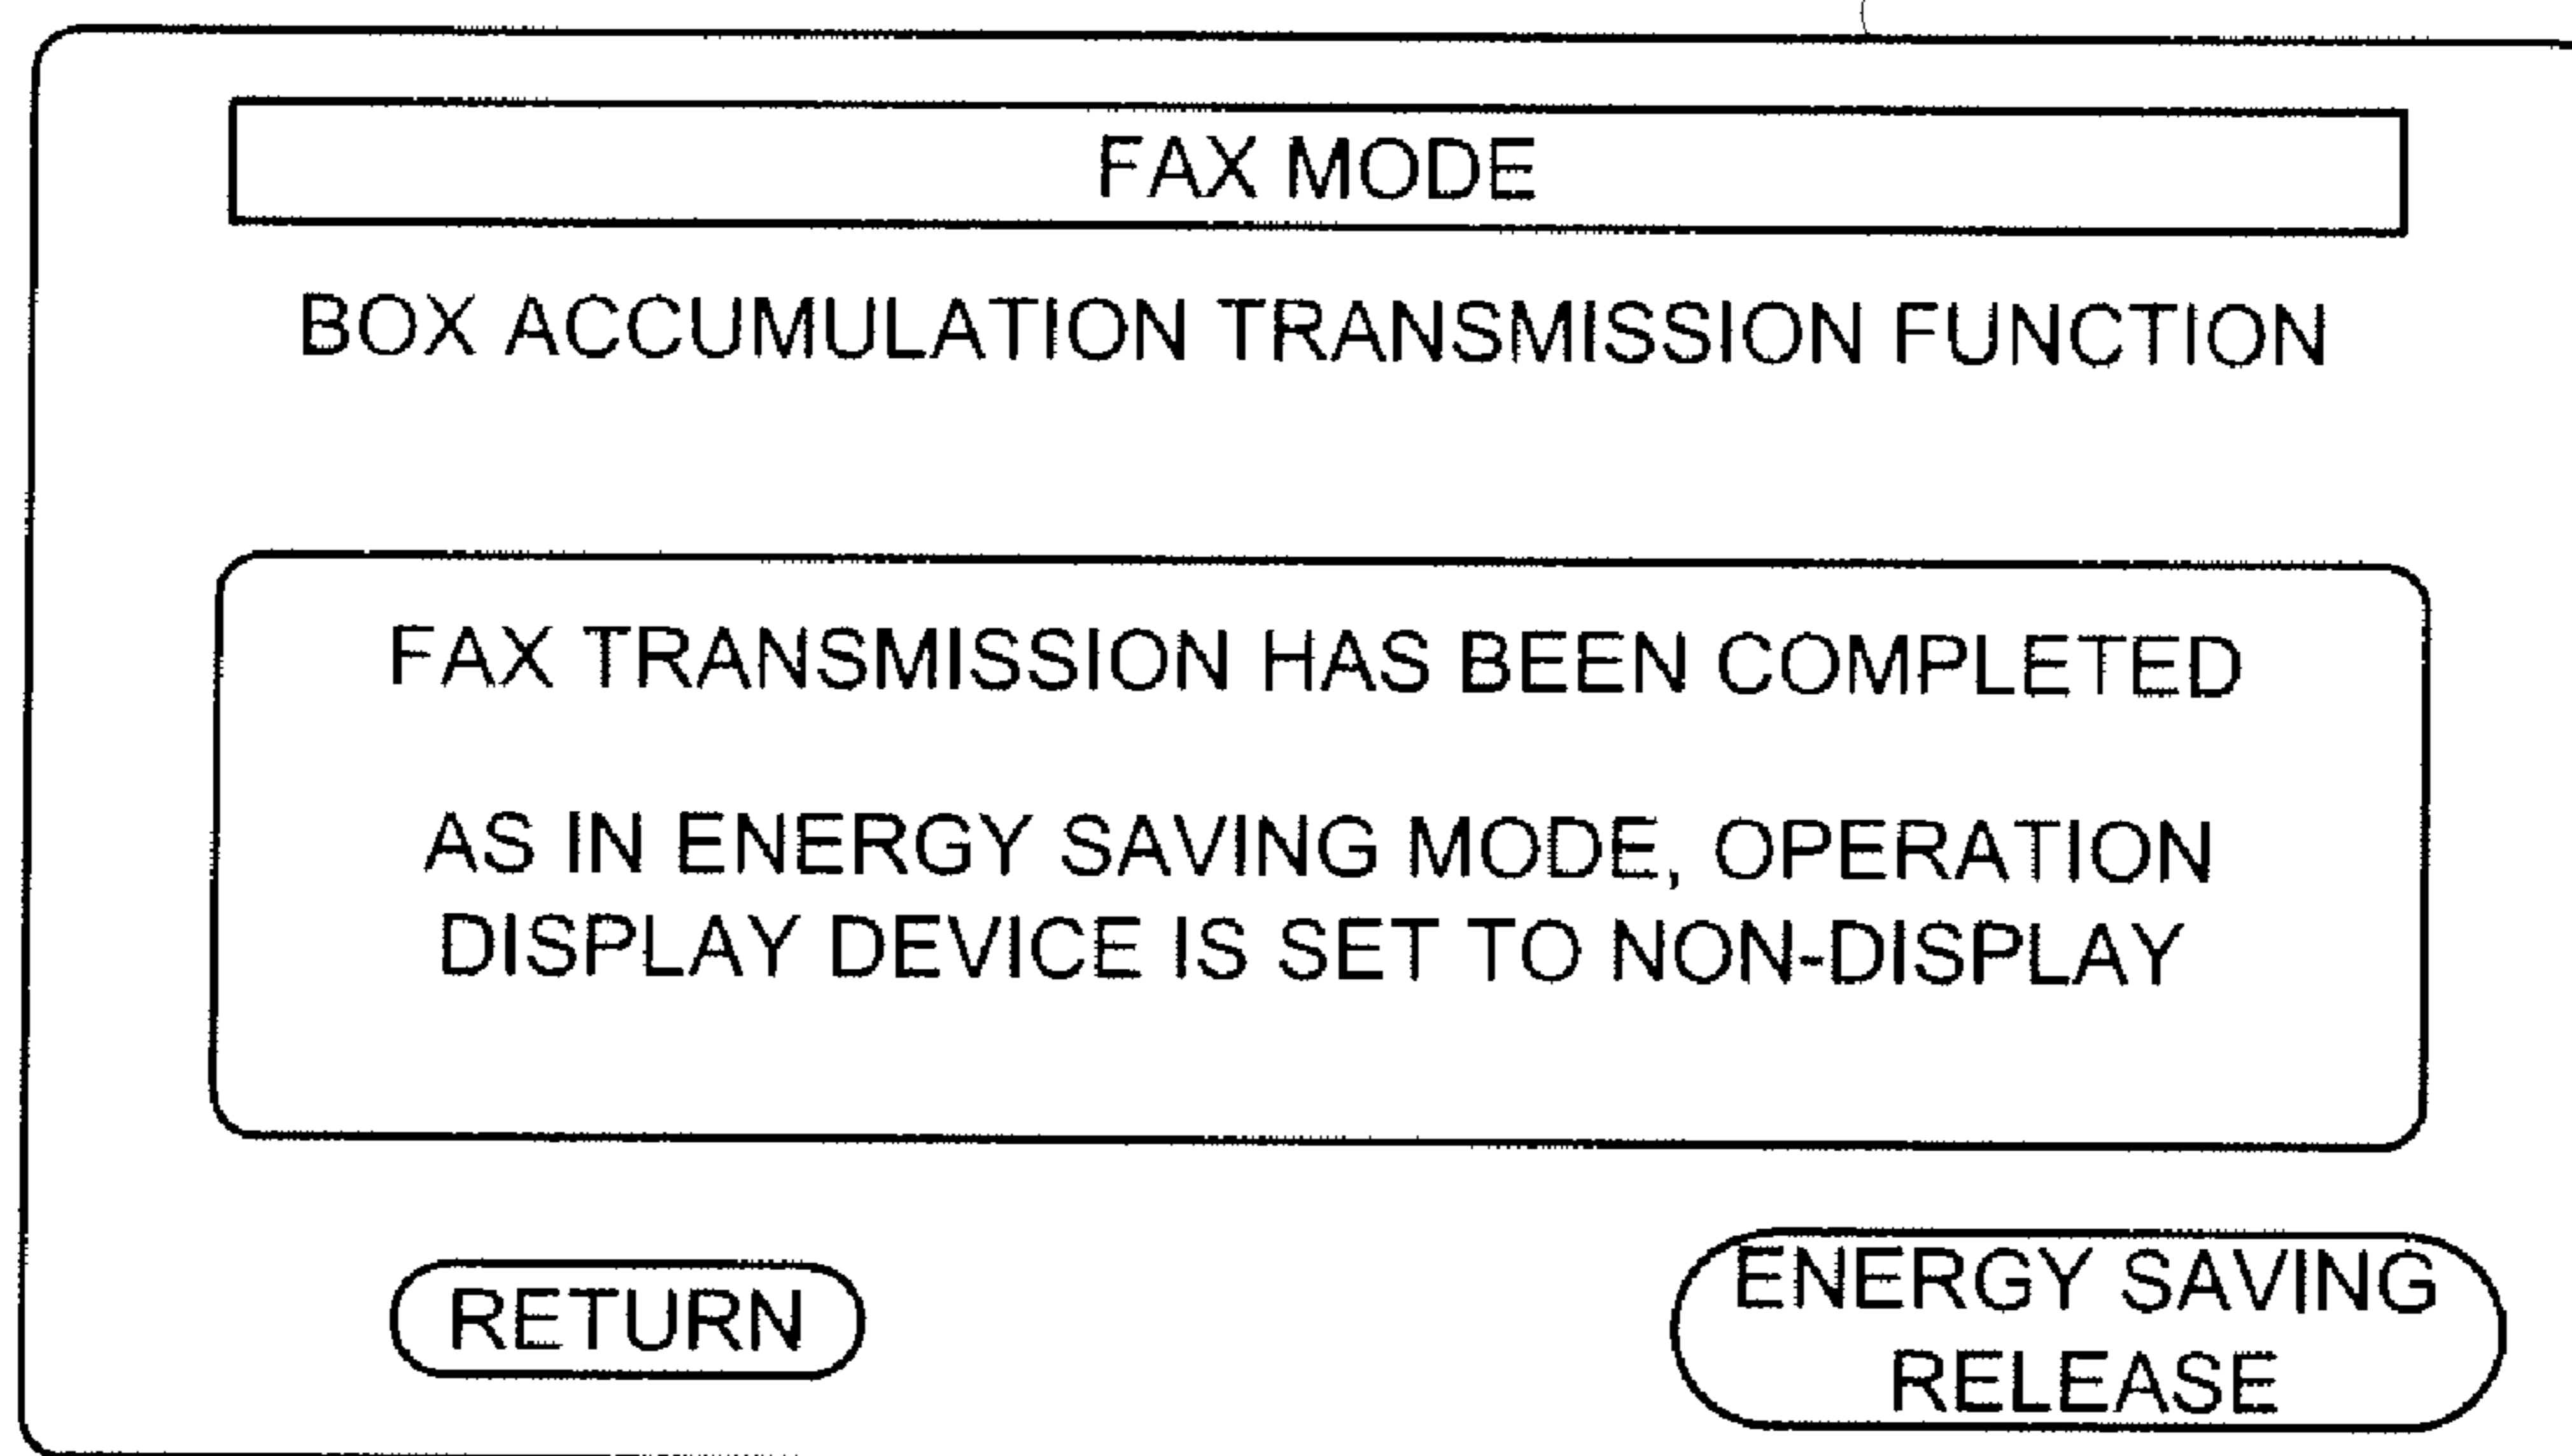 FAX MODE
BOX ACCUMULATION TRANSMISSION FUNCTION
FAX TRANSMISSION HAS BEEN COMPLETED
AS IN ENERGY SAVING MODE, OPERATION
DISPLAY DEVICE IS SET TO NON-DISPLAY
RETURN
ENERGY SAVING
RELEASE